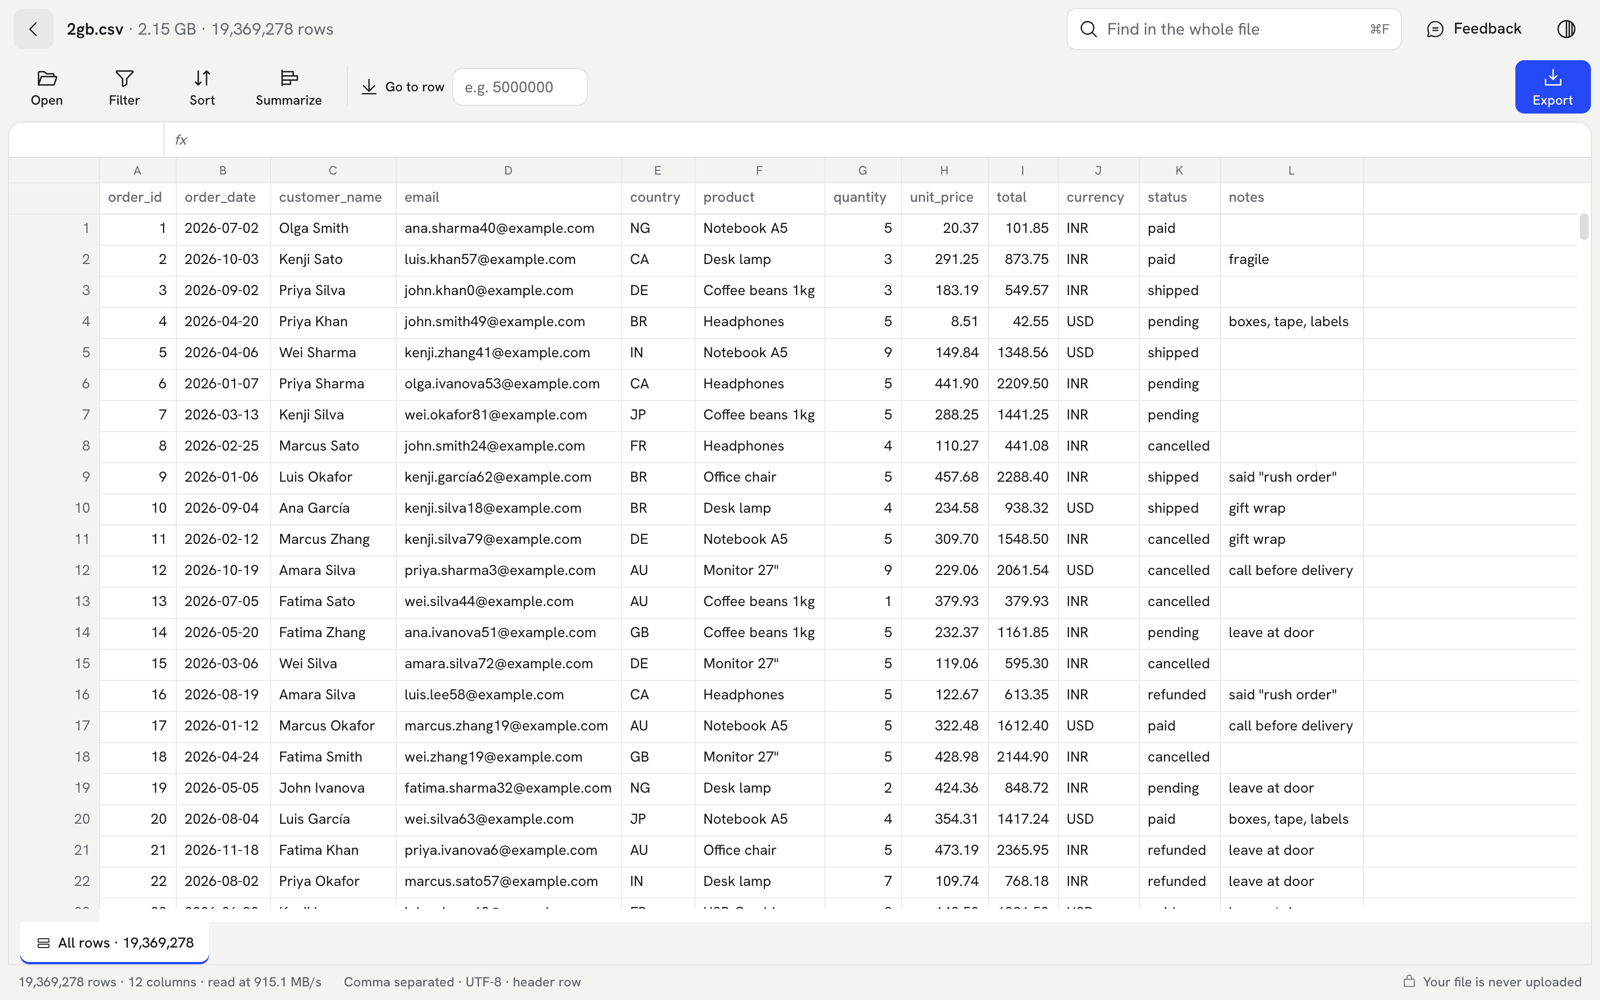 2gb.csv · 2.15 GB · 19,369,278 rows
Find in the whole file ⌘F
Feedback
Open Filter Sort Summarize Go to row e.g. 5000000 Export
fx
A B C D E F G H I J K L
order_id order_date customer_name email country product quantity unit_price total currency status notes
1 1 2026-07-02 Olga Smith ana.sharma40@example.com NG Notebook A5 5 20.37 101.85 INR paid
2 2 2026-10-03 Kenji Sato luis.khan57@example.com CA Desk lamp 3 291.25 873.75 INR paid fragile
3 3 2026-09-02 Priya Silva john.khan0@example.com DE Coffee beans 1kg 3 183.19 549.57 INR shipped
4 4 2026-04-20 Priya Khan john.smith49@example.com BR Headphones 5 8.51 42.55 USD pending boxes, tape, labels
5 5 2026-04-06 Wei Sharma kenji.zhang41@example.com IN Notebook A5 9 149.84 1348.56 USD shipped
6 6 2026-01-07 Priya Sharma olga.ivanova53@example.com CA Headphones 5 441.90 2209.50 INR pending
7 7 2026-03-13 Kenji Silva wei.okafor81@example.com JP Coffee beans 1kg 5 288.25 1441.25 INR pending
8 8 2026-02-25 Marcus Sato john.smith24@example.com FR Headphones 4 110.27 441.08 INR cancelled
9 9 2026-01-06 Luis Okafor kenji.garcía62@example.com BR Office chair 5 457.68 2288.40 INR shipped said "rush order"
10 10 2026-09-04 Ana García kenji.silva18@example.com BR Desk lamp 4 234.58 938.32 USD shipped gift wrap
11 11 2026-02-12 Marcus Zhang kenji.silva79@example.com DE Notebook A5 5 309.70 1548.50 INR cancelled gift wrap
12 12 2026-10-19 Amara Silva priya.sharma3@example.com AU Monitor 27" 9 229.06 2061.54 USD cancelled call before delivery
13 13 2026-07-05 Fatima Sato wei.silva44@example.com AU Coffee beans 1kg 1 379.93 379.93 INR cancelled
14 14 2026-05-20 Fatima Zhang ana.ivanova51@example.com GB Coffee beans 1kg 5 232.37 1161.85 INR pending leave at door
15 15 2026-03-06 Wei Silva amara.silva72@example.com DE Monitor 27" 5 119.06 595.30 INR cancelled
16 16 2026-08-19 Amara Silva luis.lee58@example.com CA Headphones 5 122.67 613.35 INR refunded said "rush order"
17 17 2026-01-12 Marcus Okafor marcus.zhang19@example.com AU Notebook A5 5 322.48 1612.40 USD paid call before delivery
18 18 2026-04-24 Fatima Smith wei.zhang19@example.com GB Monitor 27" 5 428.98 2144.90 INR cancelled
19 19 2026-05-05 John Ivanova fatima.sharma32@example.com NG Desk lamp 2 424.36 848.72 INR pending leave at door
20 20 2026-08-04 Luis García wei.silva63@example.com JP Notebook A5 4 354.31 1417.24 USD paid boxes, tape, labels
21 21 2026-11-18 Fatima Khan priya.ivanova6@example.com AU Office chair 5 473.19 2365.95 INR refunded leave at door
22 22 2026-08-02 Priya Okafor marcus.sato57@example.com IN Desk lamp 7 109.74 768.18 INR refunded leave at door
All rows · 19,369,278
19,369,278 rows · 12 columns · read at 915.1 MB/s Comma separated · UTF-8 · header row
Your file is never uploaded